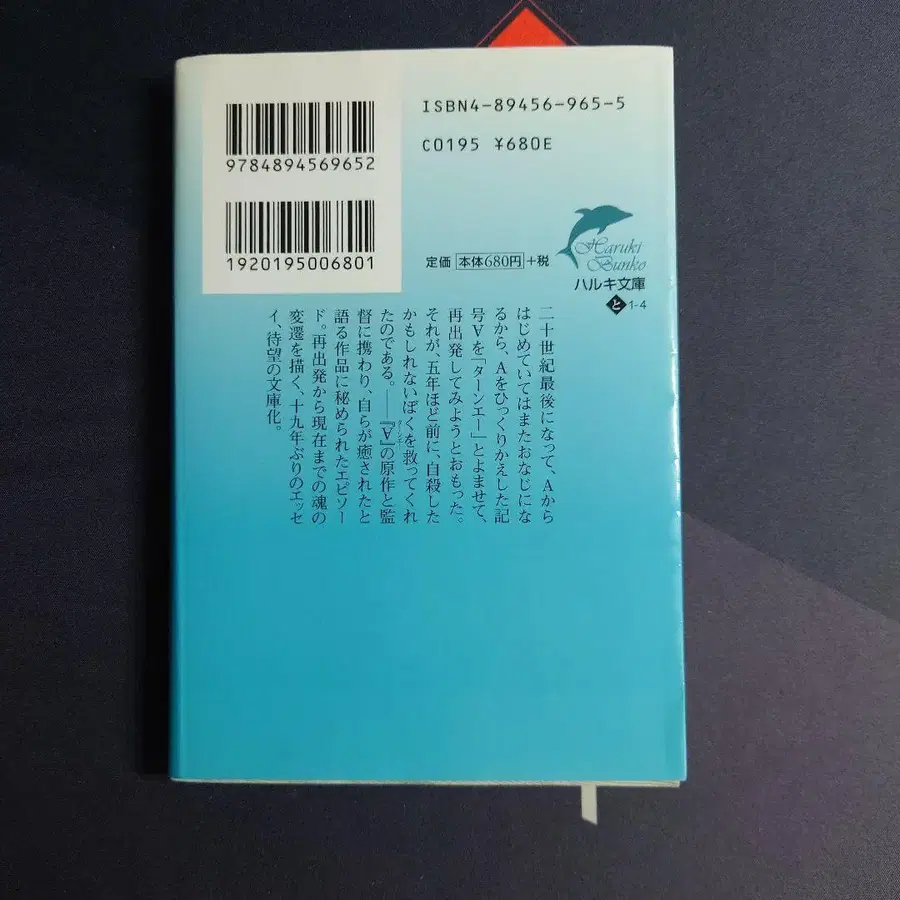 9784894569652
ISBN4-89456-965-5
C0195 ¥680E
1920195006801
定価 本体680円 +税
Haruki
Bunko
ハルキ文庫
と 1-4
二十世紀最後になって、Aから
はじめていてはまたおなじにな
るから、Aをひっくりかえした記
号∀を「ターンエー」とよませて、
再出発してみようとおもった。
それが、五年ほど前に、自殺した
かもしれないぼくを救ってくれ
たのである。――『∀』の原作と監
ターンエー
督に携わり、自らが癒されたと
語る作品に秘められたエピソー
ド。再出発から現在までの魂の
変遷を描く、十九年ぶりのエッセ
イ、待望の文庫化。